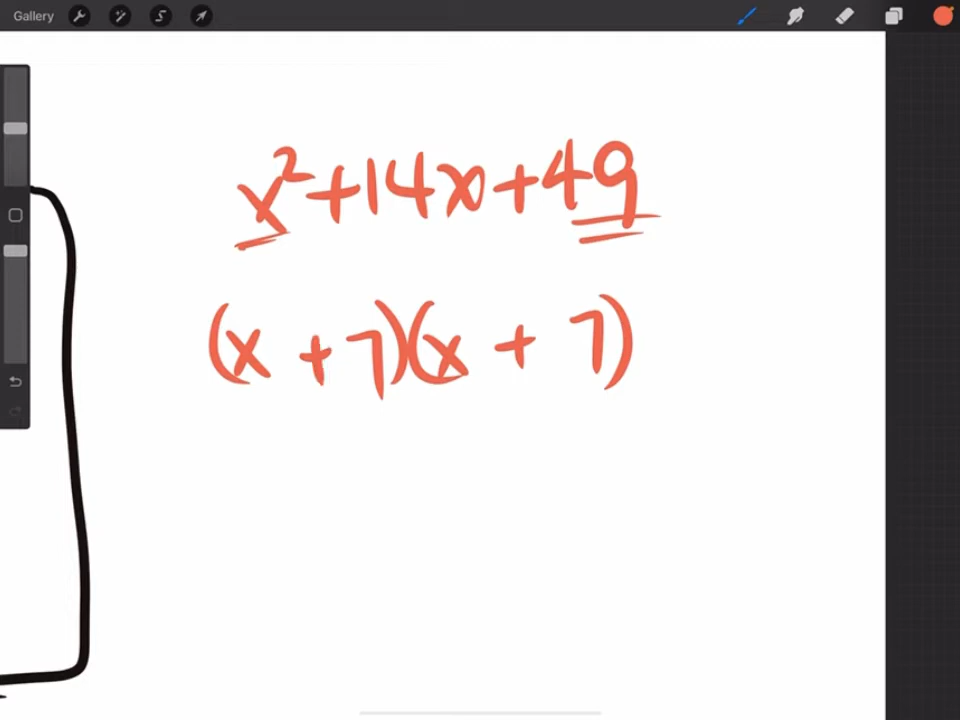 Gallery
x²+14x+49
(x + 7)(x + 7)